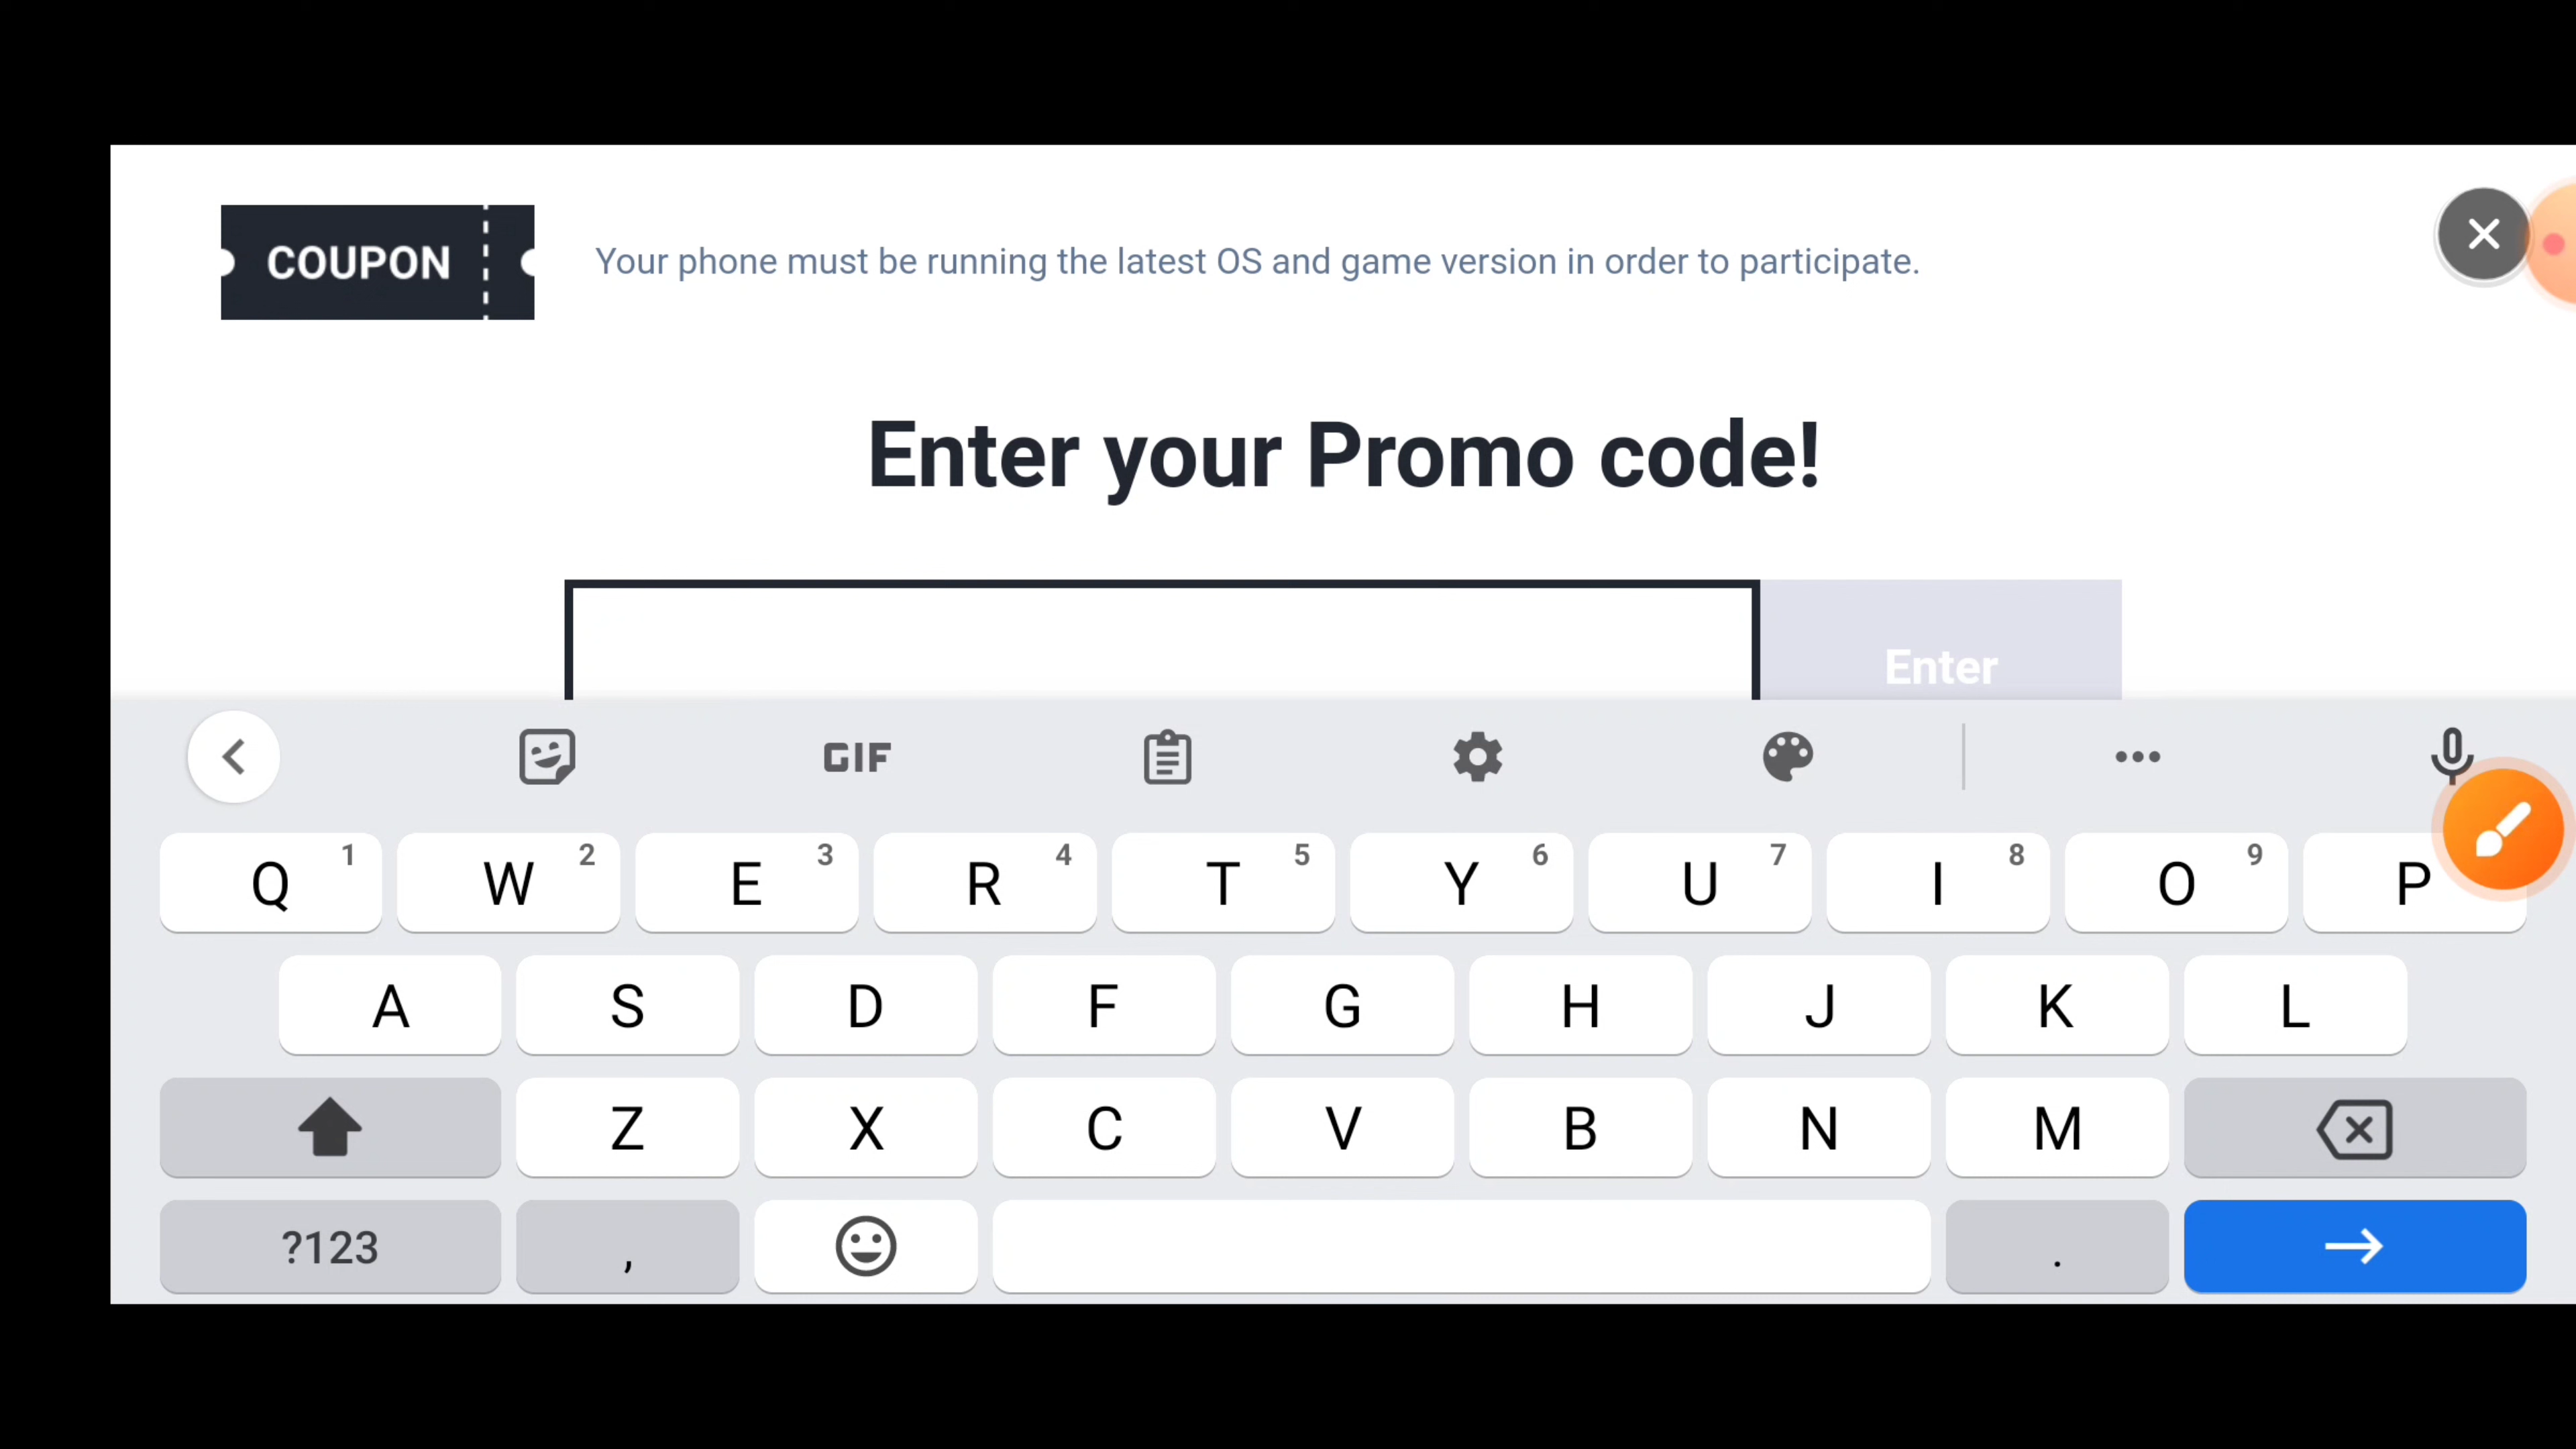 COUPON
Your phone must be running the latest OS and game version in order to participate.
Enter your Promo code!
Enter
GIF
Q 1 W 2 E 3 R 4 T 5 Y 6 U 7 I 8 O 9 P
A S D F G H J K L
Z X C V B N M
?123 , .